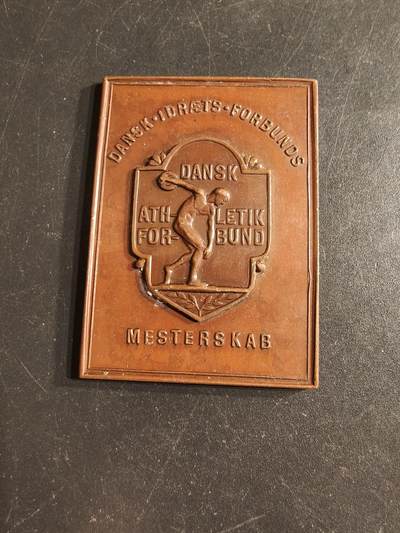 DANSK·IDRÆTS·FORBUNDS
DANSK
ATH-LETIK
FOR-BUND
MESTERSKAB